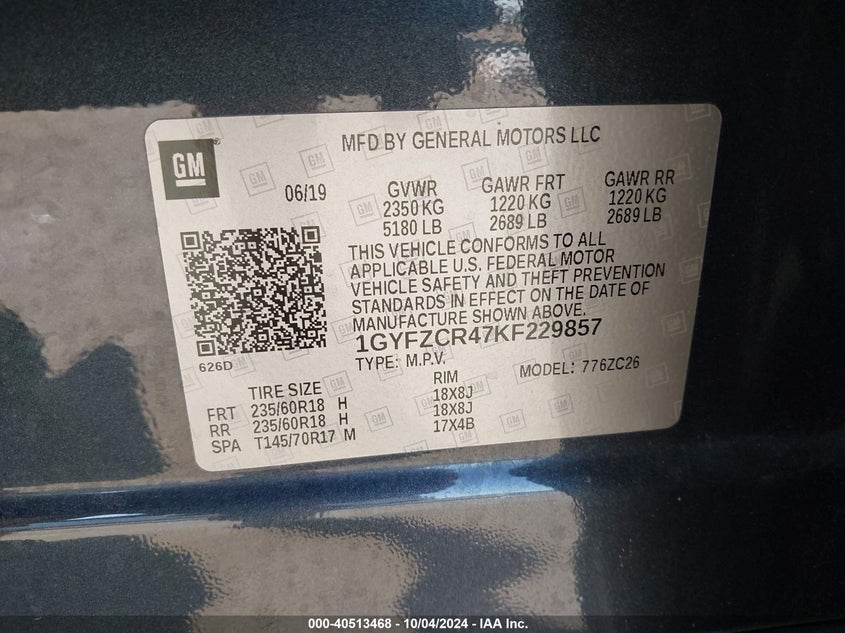 GM
MFD BY GENERAL MOTORS LLC
06/19
GVWR GAWR FRT GAWR RR
2350 KG 1220 KG 1220 KG
5180 LB 2689 LB 2689 LB
THIS VEHICLE CONFORMS TO ALL
APPLICABLE U.S. FEDERAL MOTOR
VEHICLE SAFETY AND THEFT PREVENTION
STANDARDS IN EFFECT ON THE DATE OF
MANUFACTURE SHOWN ABOVE.
626D
1GYFZCR47KF229857
TYPE: M.P.V. MODEL: 776ZC26
TIRE SIZE RIM
FRT 235/60R18 H 18X8J
RR 235/60R18 H 18X8J
SPA T145/70R17 M 17X4B
000-40513468 - 10/04/2024 - IAA Inc.